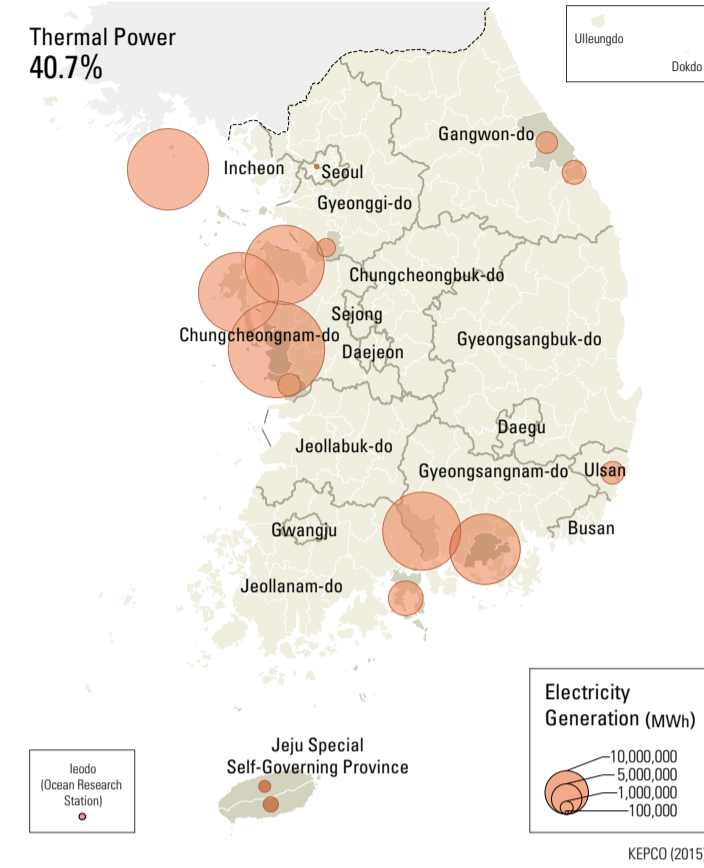 Thermal Power
40.7%
Ulleungdo
Dokdo
Gangwon-do
Incheon
Seoul
Gyeonggi-do
Chungcheongbuk-do
Sejong
Chungcheongnam-do
Daejeon
Gyeongsangbuk-do
Daegu
Jeollabuk-do
Gyeongsangnam-do
Ulsan
Gwangju
Busan
Jeollanam-do
Electricity
Generation (MWh)
10,000,000
5,000,000
1,000,000
100,000
Jeju Special
Self-Governing Province
Ieodo
(Ocean Research
Station)
KEPCO (2015)